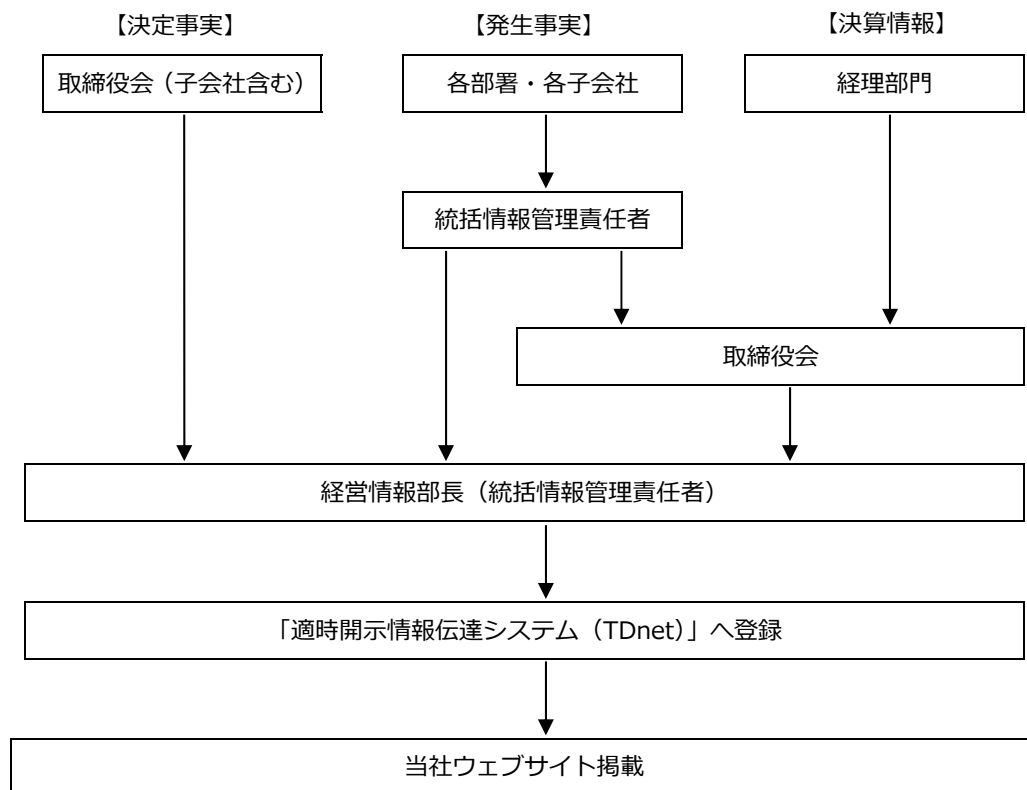 【決定事実】
【発生事実】
【決算情報】
取締役会（子会社含む）
各部署・各子会社
経理部門
統括情報管理責任者
取締役会
経営情報部長（統括情報管理責任者）
「適時開示情報伝達システム（TDnet）」へ登録
当社ウェブサイト掲載